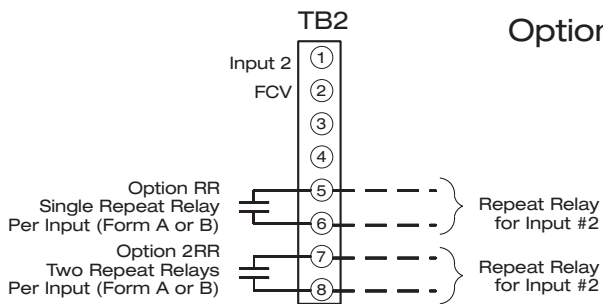 TB2
Option
Input 2
FCV
1
2
3
4
5
6
7
8
Option RR
Single Repeat Relay
Per Input (Form A or B)
Option 2RR
Two Repeat Relays
Per Input (Form A or B)
Repeat Relay
for Input #2
Repeat Relay
for Input #2